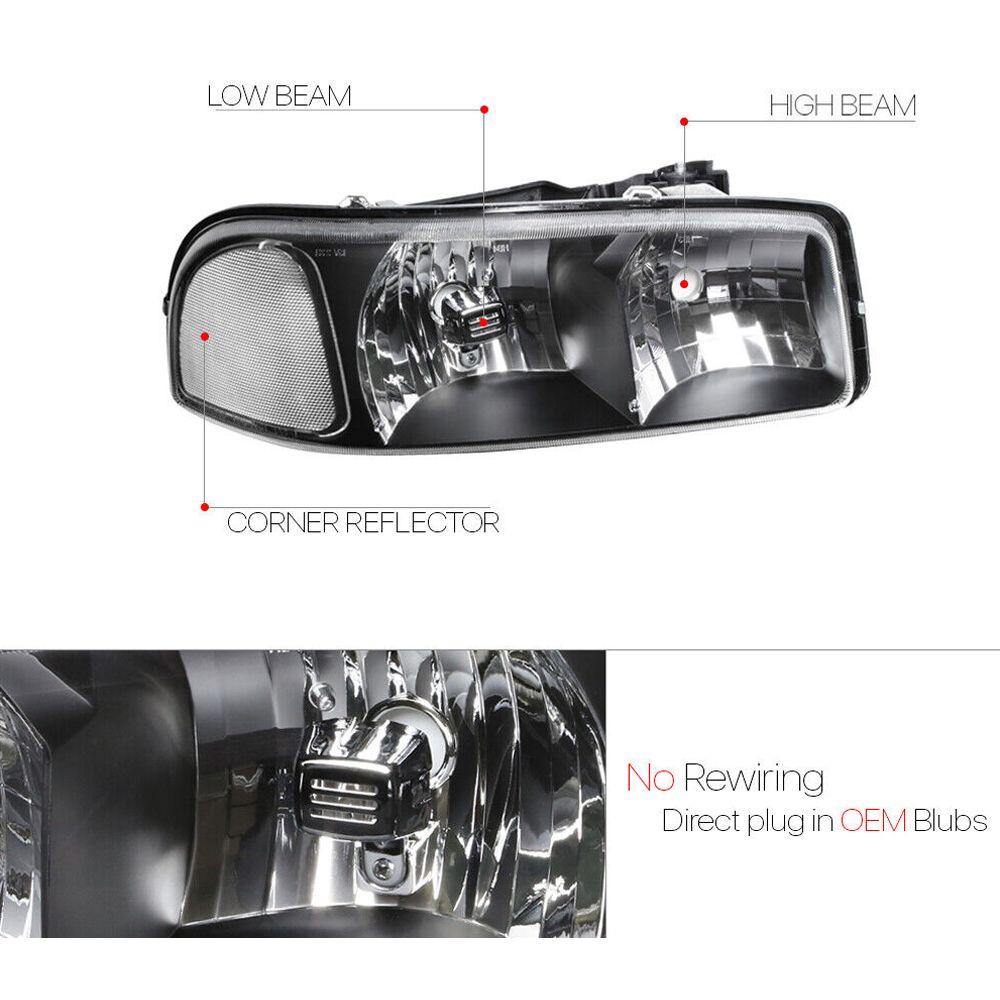 LOW BEAM
HIGH BEAM
CORNER REFLECTOR
No Rewiring
Direct plug in OEM Blubs